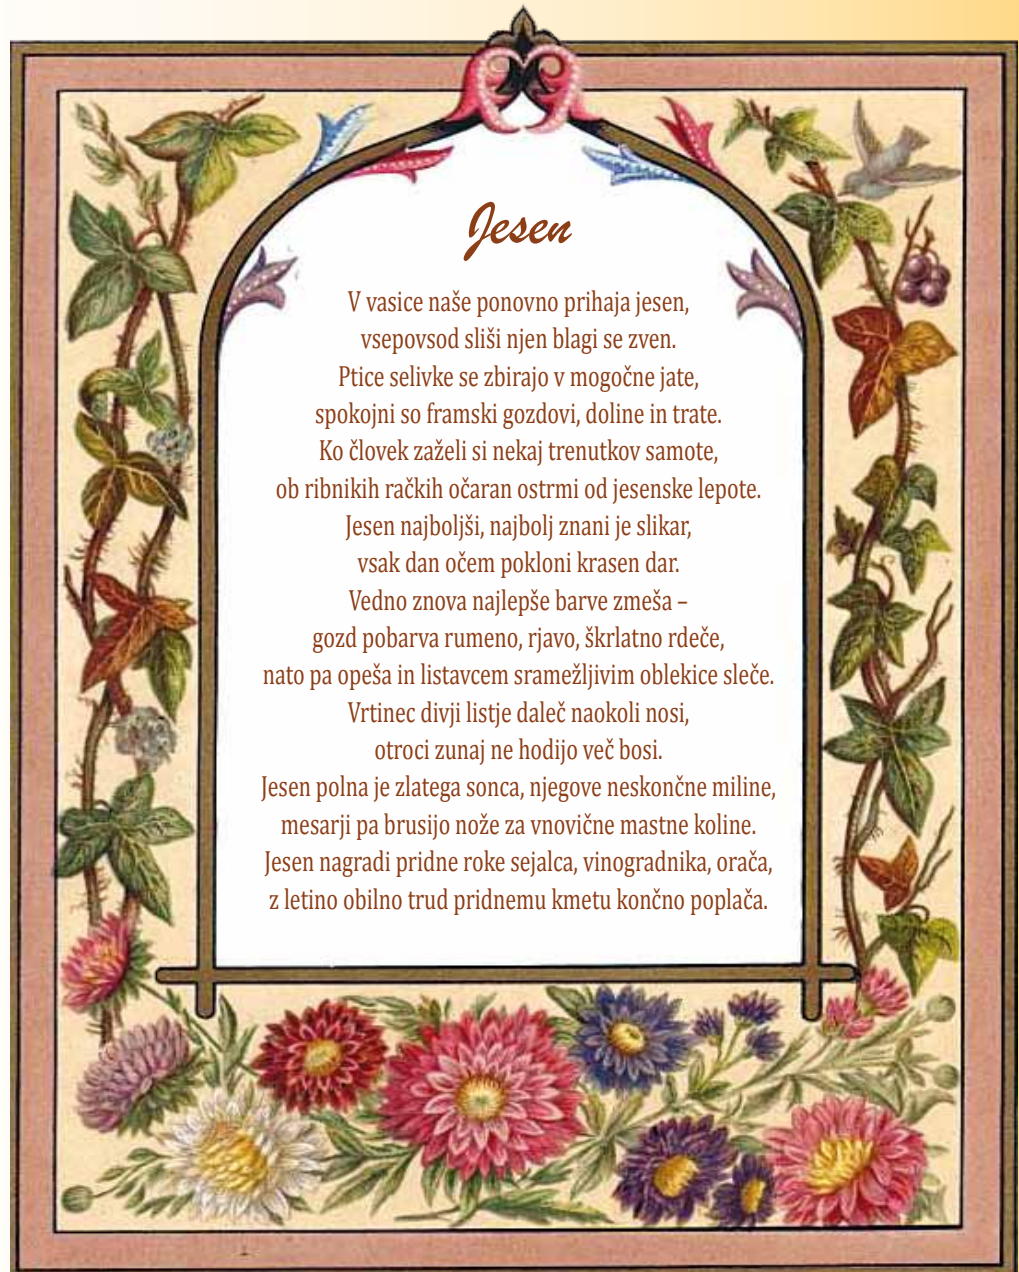 Jesen
V vasice naše ponovno prihaja jesen,
vsepovsod sliši njen blagi se zven.
Ptice selivke se zbirajo v mogočne jate,
spokojni so framski gozdovi, doline in trate.
Ko človek zaželi si nekaj trenutkov samote,
ob ribnikih račkih očaran ostrmi od jesenske lepote.
Jesen najboljši, najbolj znani je slikar,
vsak dan očem pokloni krasen dar.
Vedno znova najlepše barve zmeša –
gozd pobarva rumeno, rjavo, škrlatno rdeče,
nato pa opeša in listavcem sramežljivim oblekice sleče.
Vrtinec divji listje daleč naokoli nosi,
otroci zunaj ne hodijo več bosi.
Jesen polna je zlatega sonca, njegove neskončne miline,
mesarji pa brusijo nože za vnovične mastne koline.
Jesen nagradi pridne roke sejalca, vinogradnika, orača,
z letino obilno trud pridnemu kmetu končno poplača.